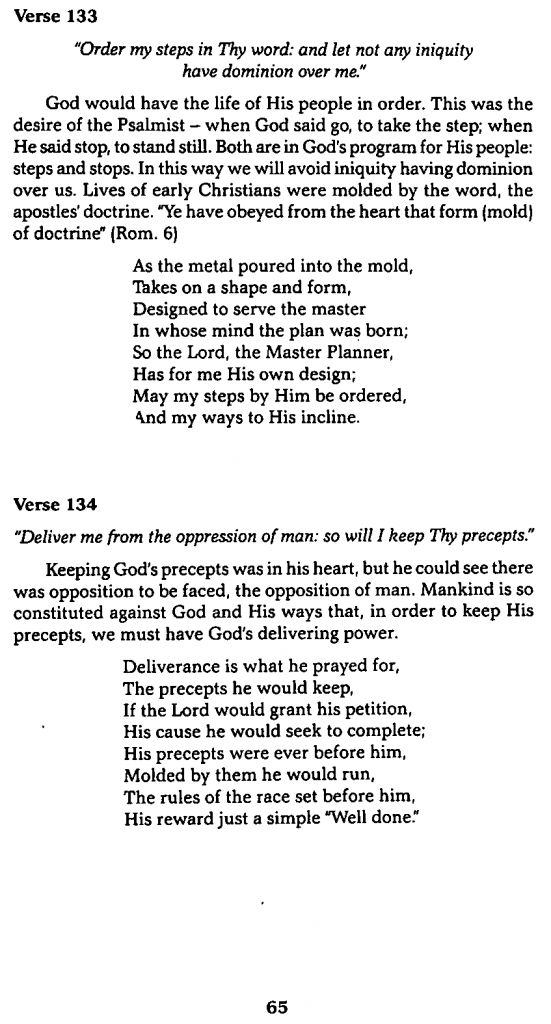 Verse 133
"Order my steps in Thy word: and let not any iniquity
have dominion over me."
God would have the life of His people in order. This was the
desire of the Psalmist – when God said go, to take the step; when
He said stop, to stand still. Both are in God's program for His people:
steps and stops. In this way we will avoid iniquity having dominion
over us. Lives of early Christians were molded by the word, the
apostles' doctrine. "Ye have obeyed from the heart that form (mold)
of doctrine" (Rom. 6)
As the metal poured into the mold,
Takes on a shape and form,
Designed to serve the master
In whose mind the plan was born;
So the Lord, the Master Planner,
Has for me His own design;
May my steps by Him be ordered,
And my ways to His incline.
Verse 134
"Deliver me from the oppression of man: so will I keep Thy precepts."
Keeping God's precepts was in his heart, but he could see there
was opposition to be faced, the opposition of man. Mankind is so
constituted against God and His ways that, in order to keep His
precepts, we must have God's delivering power.
Deliverance is what he prayed for,
The precepts he would keep,
If the Lord would grant his petition,
His cause he would seek to complete;
His precepts were ever before him,
Molded by them he would run,
The rules of the race set before him,
His reward just a simple "Well done."
65